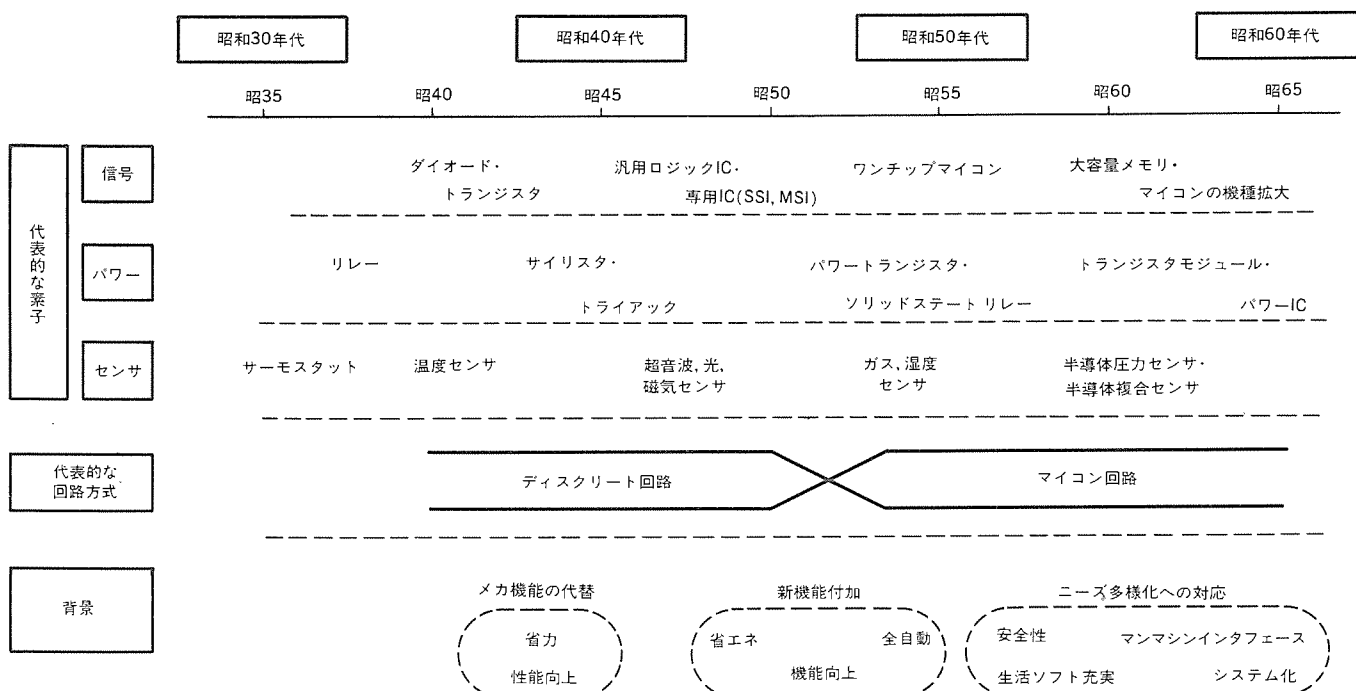 昭和30年代
昭和40年代
昭和50年代
昭和60年代
昭35
昭40
昭45
昭50
昭55
昭60
昭65
代表的な素子
信号
ダイオード・
トランジスタ
汎用ロジックIC・
専用IC(SSI, MSI)
ワンチップマイコン
大容量メモリ・
マイコンの機種拡大
パワー
リレー
サイリスタ・
トライアック
パワートランジスタ・
ソリッドステートリレー
トランジスタモジュール・
パワーIC
センサ
サーモスタット
温度センサ
超音波, 光,
磁気センサ
ガス, 湿度
センサ
半導体圧力センサ・
半導体複合センサ
代表的な
回路方式
ディスクリート回路
マイコン回路
背景
メカ機能の代替
省力
性能向上
新機能付加
省エネ
全自動
機能向上
ニーズ多様化への対応
安全性
マンマシンインタフェース
生活ソフト充実
システム化